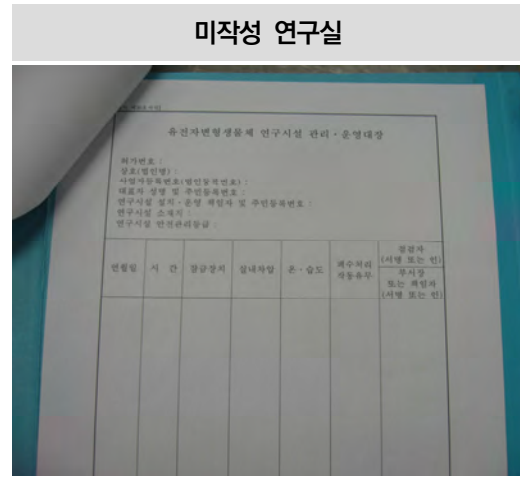 미작성 연구실
유전자변형생물체 연구시설 관리·운영대장
허가번호 :
상호(법인명) :
사업자등록번호(법인등록번호) :
대표자 성명 및 주민등록번호 :
연구시설 설치·운영 책임자 및 주민등록번호 :
연구시설 소재지 :
연구시설 안전관리등급 :
연월일 시 간 잠금장치 실내차압 온·습도 폐수처리 작동유무 점검자 (서명 또는 인)
부서장 또는 책임자 (서명 또는 인)